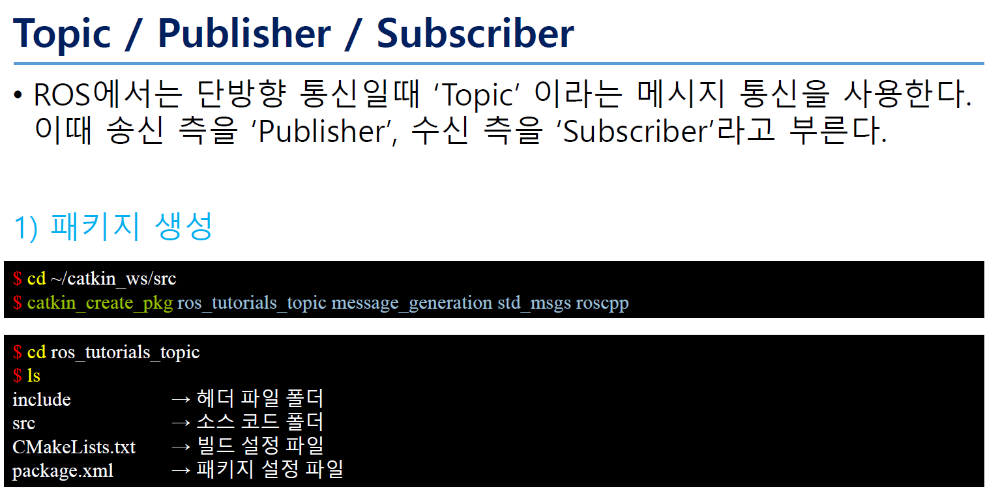 Topic / Publisher / Subscriber
• ROS에서는 단방향 통신일때 ‘Topic’ 이라는 메시지 통신을 사용한다.
이때 송신 측을 ‘Publisher’, 수신 측을 ‘Subscriber’라고 부른다.
1) 패키지 생성
$ cd ~/catkin_ws/src
$ catkin_create_pkg ros_tutorials_topic message_generation std_msgs roscpp
$ cd ros_tutorials_topic
$ ls
include → 헤더 파일 폴더
src → 소스 코드 폴더
CMakeLists.txt → 빌드 설정 파일
package.xml → 패키지 설정 파일